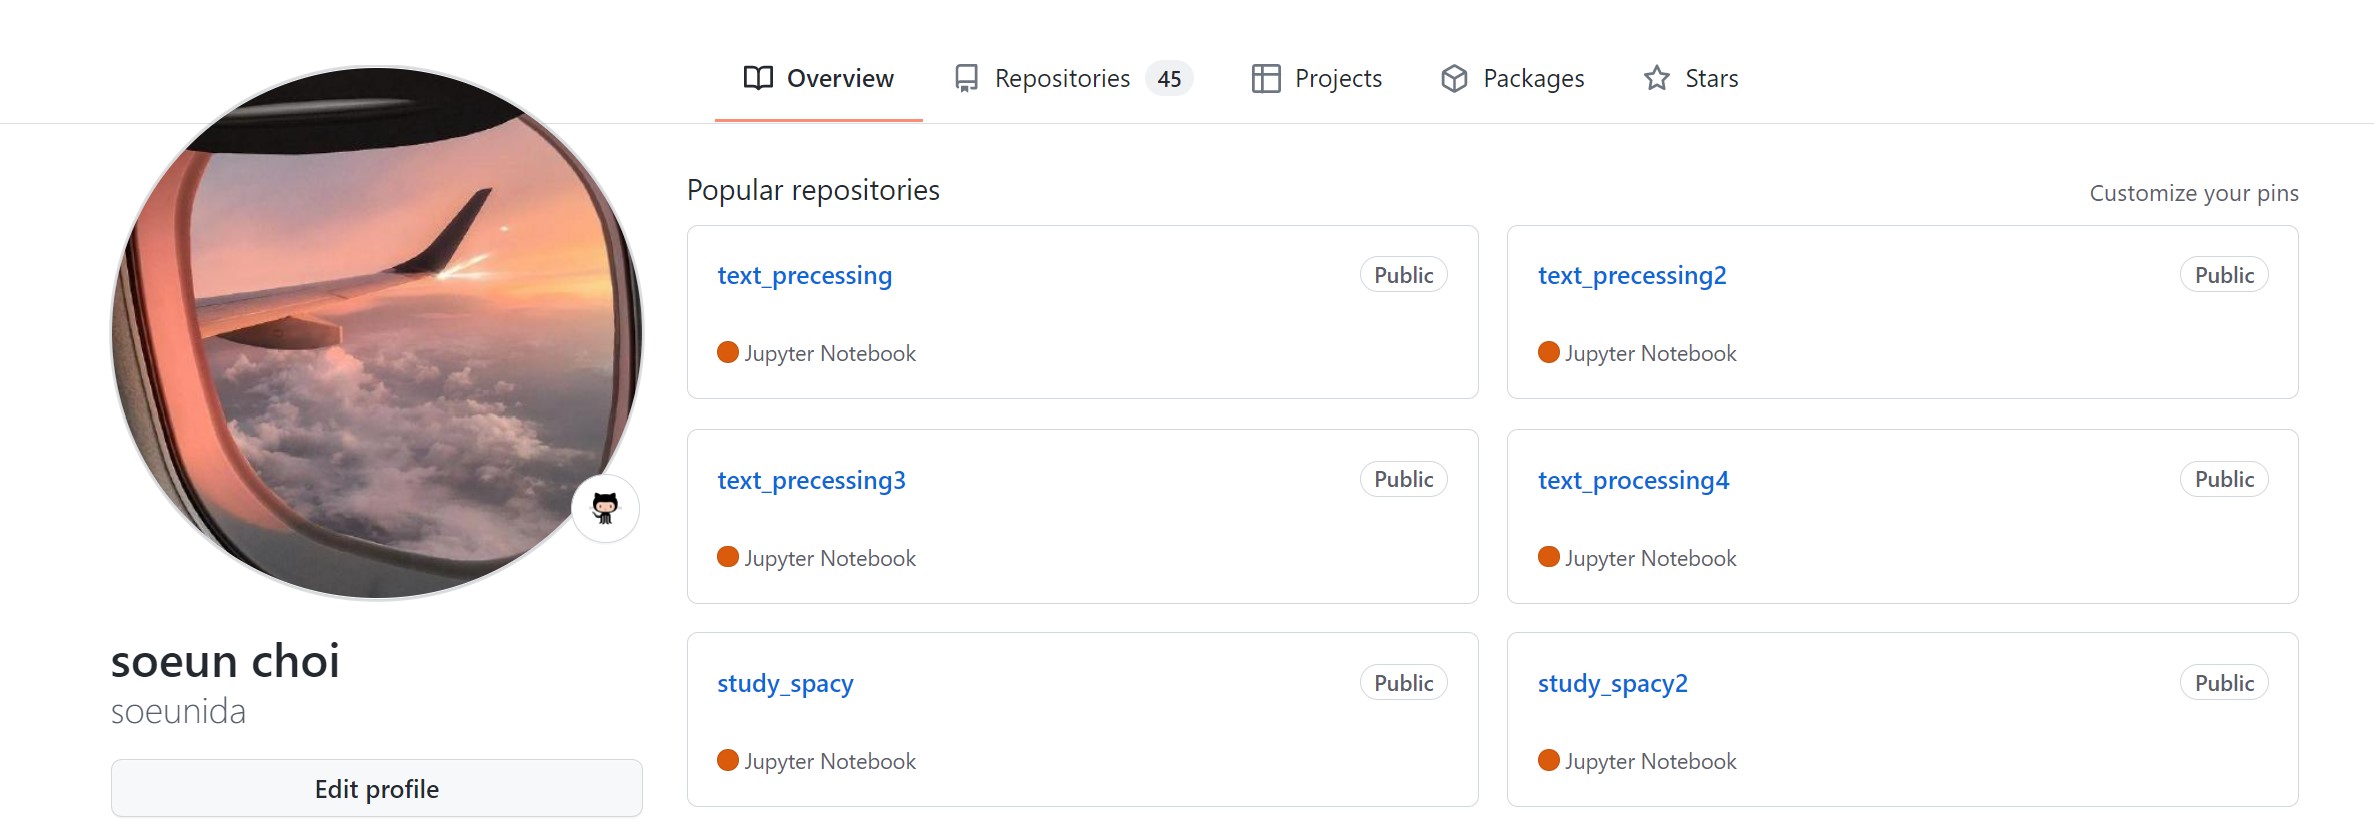 Overview Repositories 45 Projects Packages Stars
Popular repositories
Customize your pins
text_precessing Public
Jupyter Notebook
text_precessing2 Public
Jupyter Notebook
text_precessing3 Public
Jupyter Notebook
text_processing4 Public
Jupyter Notebook
study_spacy Public
Jupyter Notebook
study_spacy2 Public
Jupyter Notebook
soeun choi
soeunida
Edit profile